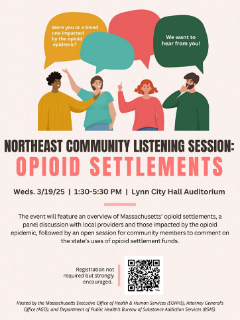 Were you or a loved
one impacted
by the opioid
epidemic?
We want to
hear from you!
NORTHEAST COMMUNITY LISTENING SESSION:
OPIOID SETTLEMENTS
Weds. 3/19/25 | 1:30-5:30 PM | Lynn City Hall Auditorium
The event will feature an overview of Massachusetts' opioid settlements, a
panel discussion with local providers and those impacted by the opioid
epidemic, followed by an open session for community members to comment on
the state's uses of opioid settlement funds.
Registration not
required but strongly
encouraged.
Hosted by the Massachusetts Executive Office of Health & Human Services (EOHHS), Attorney General's
Office (AGO), and Department of Public Health's Bureau of Substance Addiction Services (BSAS)